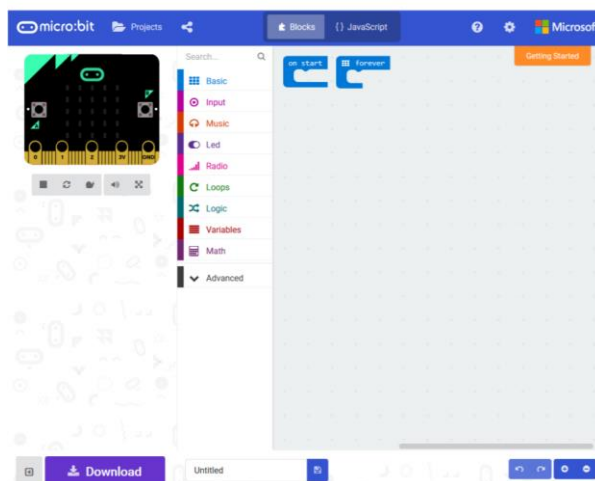 micro:bit Projects Blocks {} JavaScript Microsof
Search...
Getting Started
on start forever
Basic
Input
Music
Led
Radio
Loops
Logic
Variables
Math
Advanced
0 1 2 3V GND
Download
Untitled